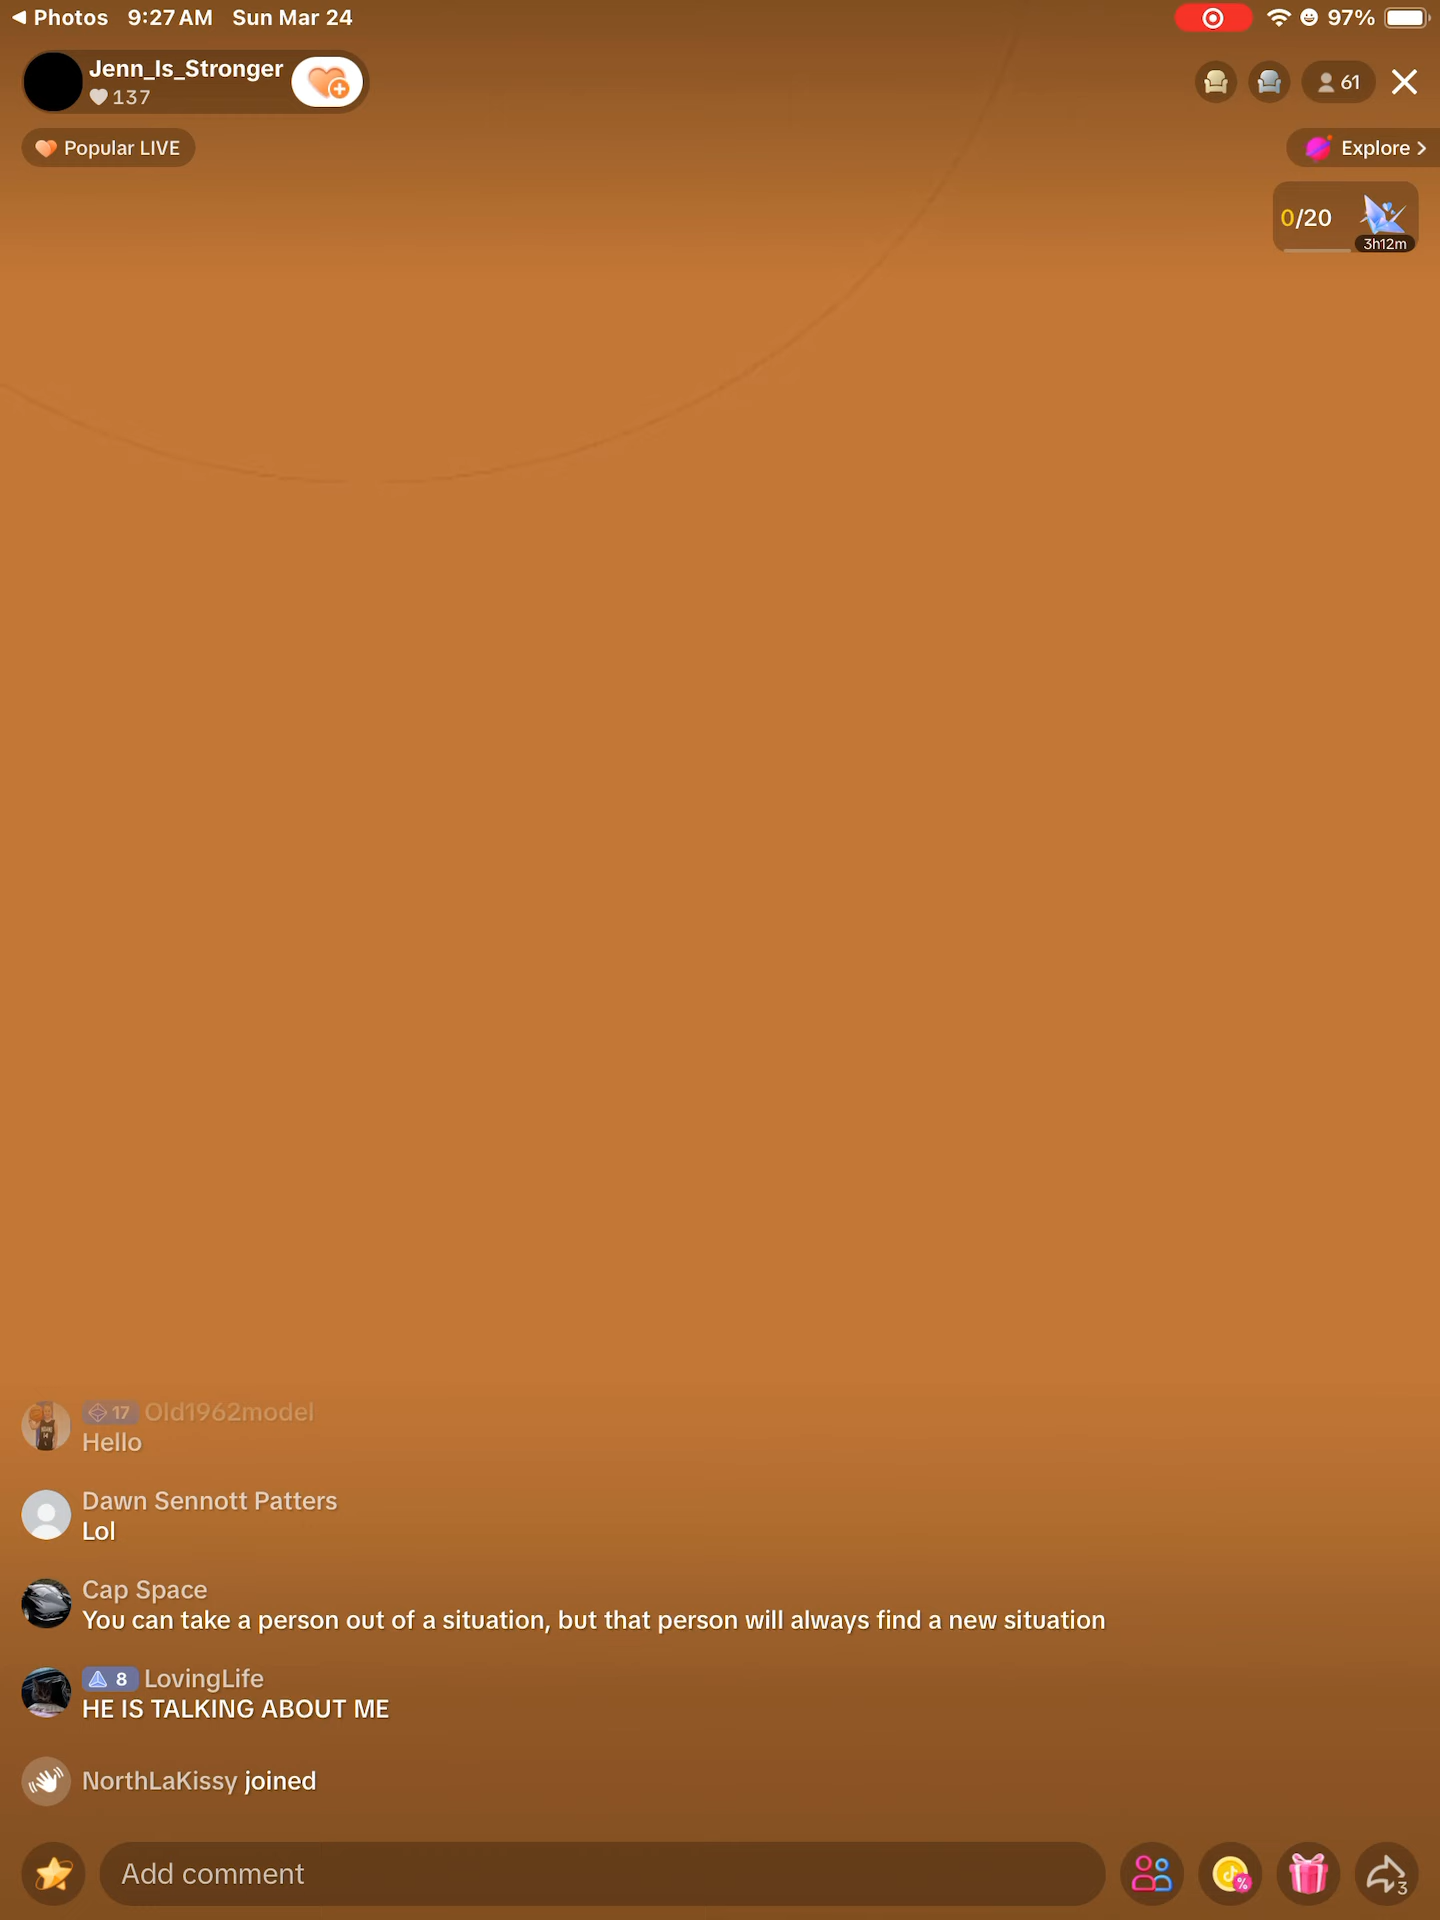 Photos 9:27 AM Sun Mar 24 97%
Jenn_Is_Stronger
137
61
Popular LIVE
Explore
0/20
3h12m
17 Old1962model
Hello
Dawn Sennott Patters
Lol
Cap Space
You can take a person out of a situation, but that person will always find a new situation
8 LovingLife
HE IS TALKING ABOUT ME
NorthLaKissy joined
Add comment
%
3